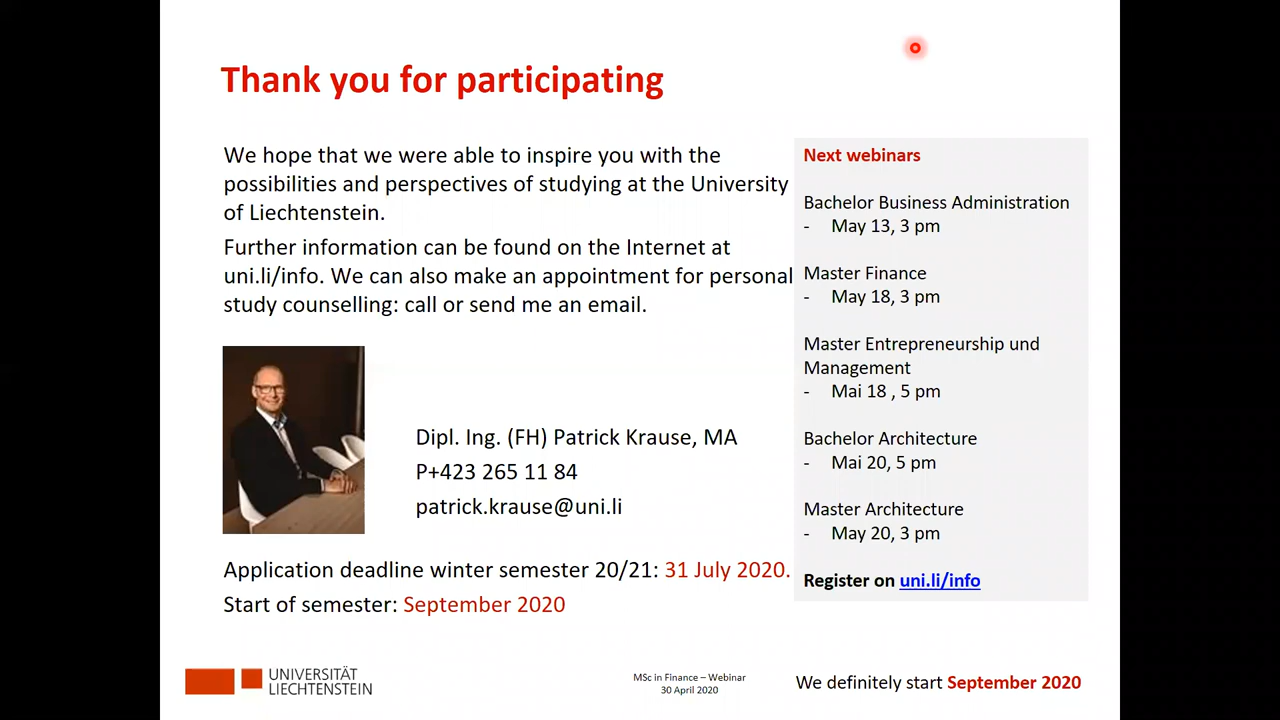 Thank you for participating
We hope that we were able to inspire you with the
possibilities and perspectives of studying at the University
of Liechtenstein.
Further information can be found on the Internet at
uni.li/info. We can also make an appointment for personal
study counselling: call or send me an email.
Dipl. Ing. (FH) Patrick Krause, MA
P+423 265 11 84
patrick.krause@uni.li
Application deadline winter semester 20/21: 31 July 2020.
Start of semester: September 2020
Next webinars
Bachelor Business Administration
- May 13, 3 pm
Master Finance
- May 18, 3 pm
Master Entrepreneurship und
Management
- Mai 18 , 5 pm
Bachelor Architecture
- Mai 20, 5 pm
Master Architecture
- May 20, 3 pm
Register on uni.li/info
UNIVERSITÄT
LIECHTENSTEIN
MSc in Finance – Webinar
30 April 2020
We definitely start September 2020